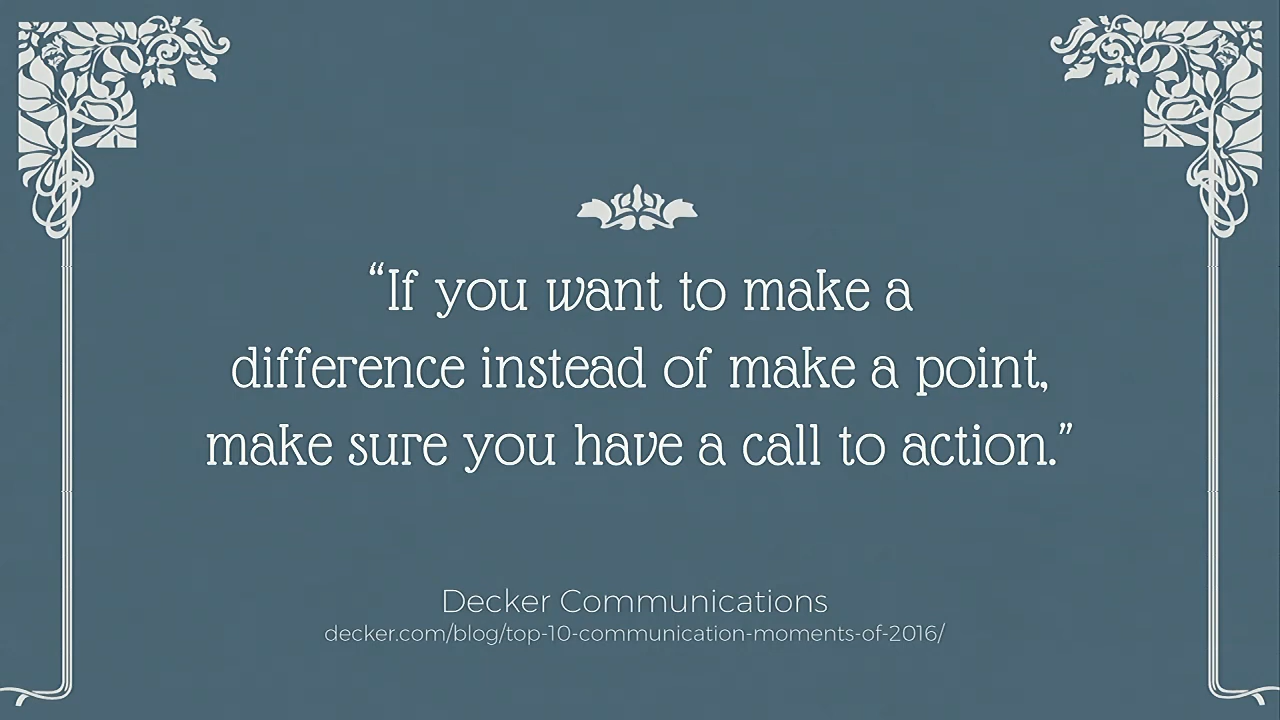 “If you want to make a
difference instead of make a point,
make sure you have a call to action.”
Decker Communications
decker.com/blog/top-10-communication-moments-of-2016/